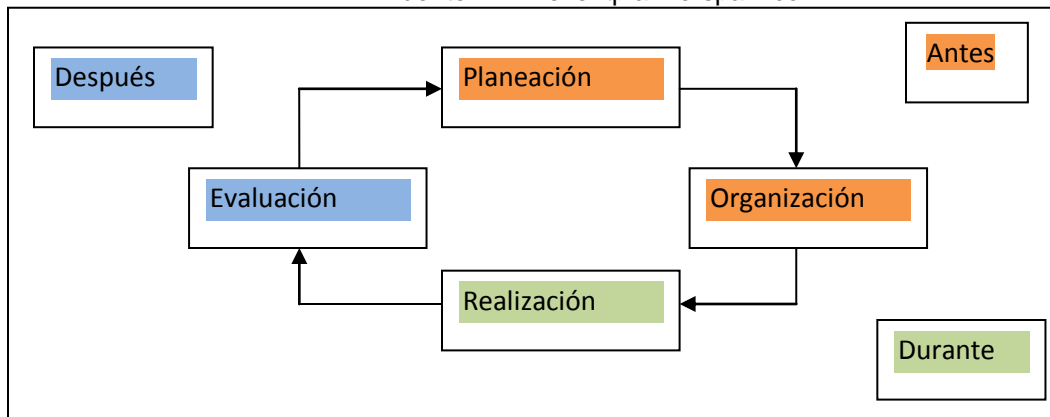 Después
Planeación
Antes
Evaluación
Organización
Realización
Durante